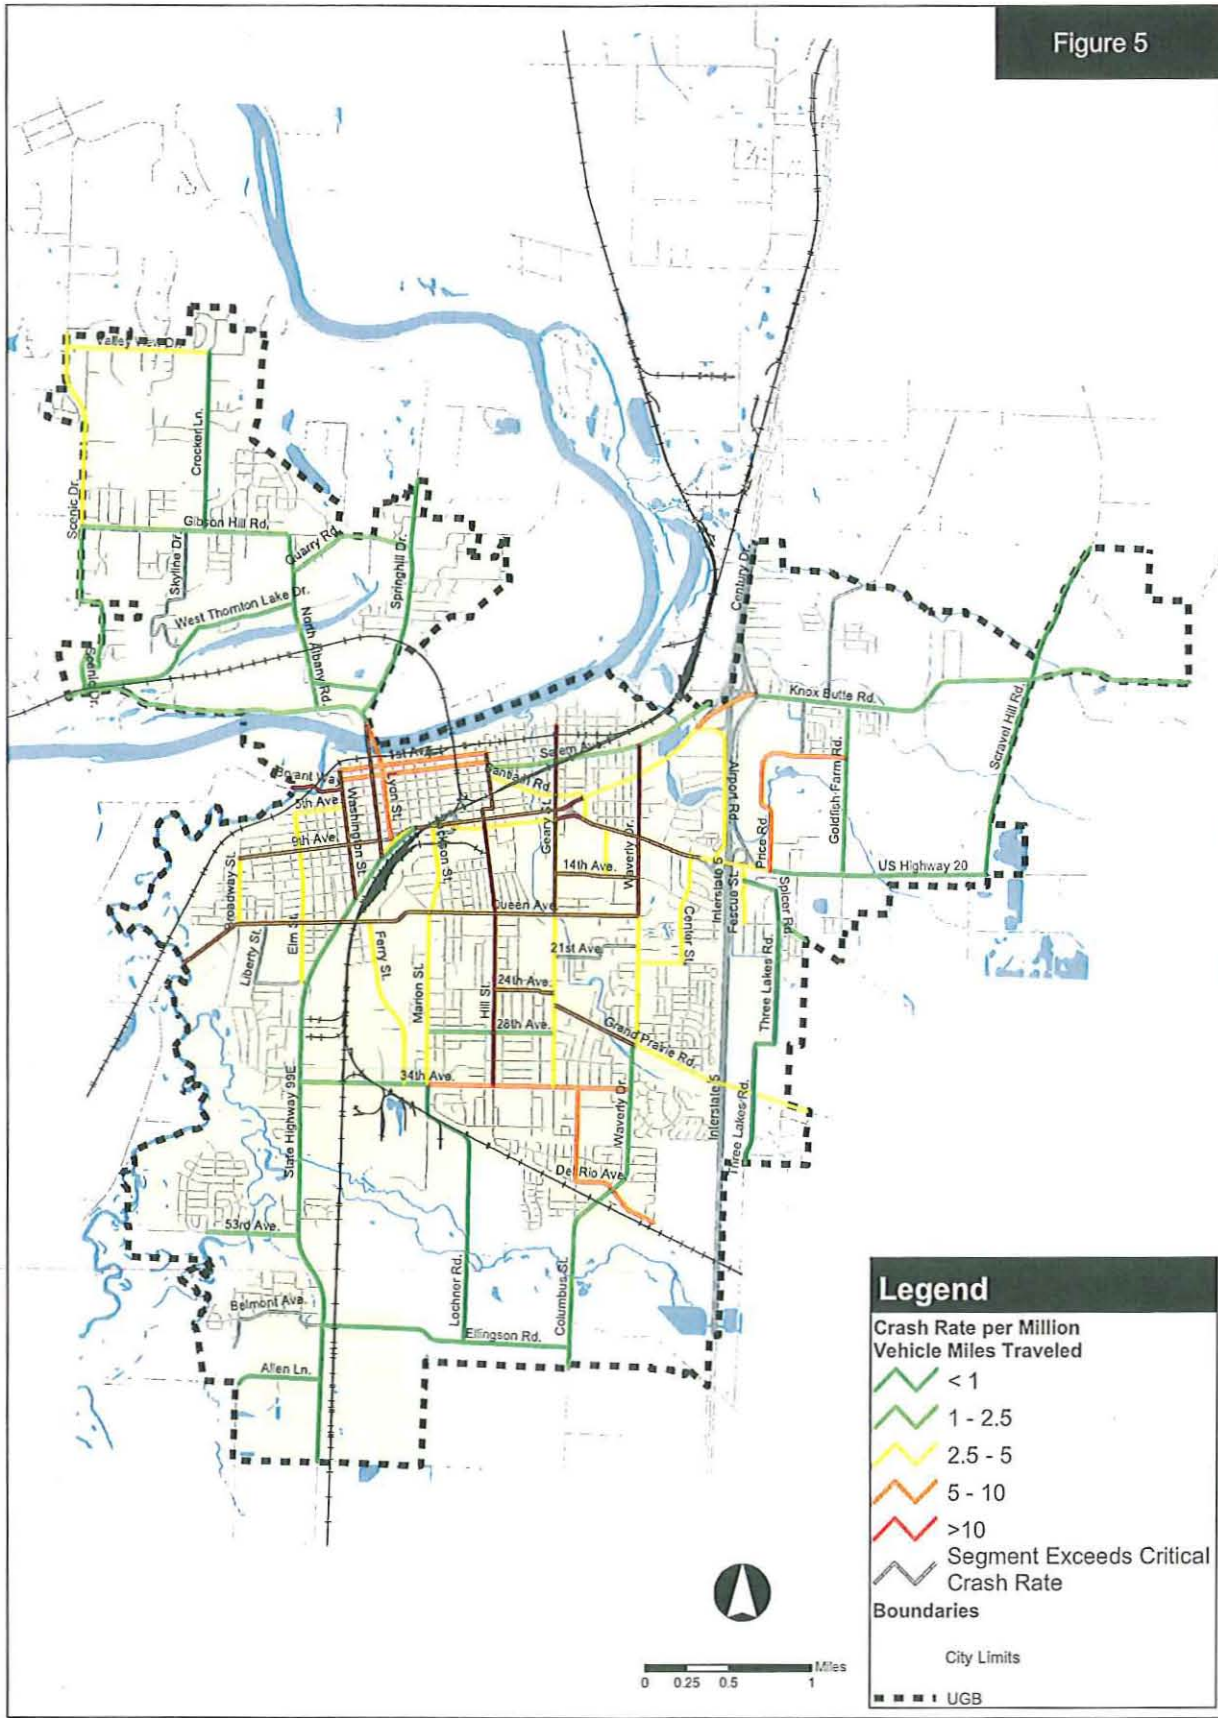 Figure 5
Valley View Dr.
Crocker Ln.
Scenic Dr.
Gibson Hill Rd.
Skyline Dr.
Quarry Rd.
Springhill Dr.
West Thornton Lake Dr.
North Albany Rd.
Scenic Dr.
Century Dr.
Knox Butte Rd.
Scravel Hill Rd.
1st Ave.
Salem Ave.
Bryant Way
Santiam Rd.
5th Ave.
Washington St.
Lyon St.
9th Ave.
Jackson St.
Geary St.
Waverly Dr.
Airport Rd.
Price Rd.
Goldfish Farm Rd.
14th Ave.
US Highway 20
Interstate 5
Fescue St.
Spicer Rd.
Broadway St.
Queen Ave.
Elm St.
Liberty St.
Ferry St.
Center St.
21st Ave.
Marion St.
Hill St.
24th Ave.
Three Lakes Rd.
28th Ave.
Grand Prairie Rd.
34th Ave.
State Highway 99E
Waverly Dr.
Interstate 5
Three Lakes Rd.
Del Rio Ave.
53rd Ave.
Lochner Rd.
Columbus St.
Belmont Ave.
Ellingson Rd.
Allen Ln.
Legend
Crash Rate per Million
Vehicle Miles Traveled
< 1
1 - 2.5
2.5 - 5
5 - 10
>10
Segment Exceeds Critical
Crash Rate
Boundaries
City Limits
UGB
Miles
0 0.25 0.5 1